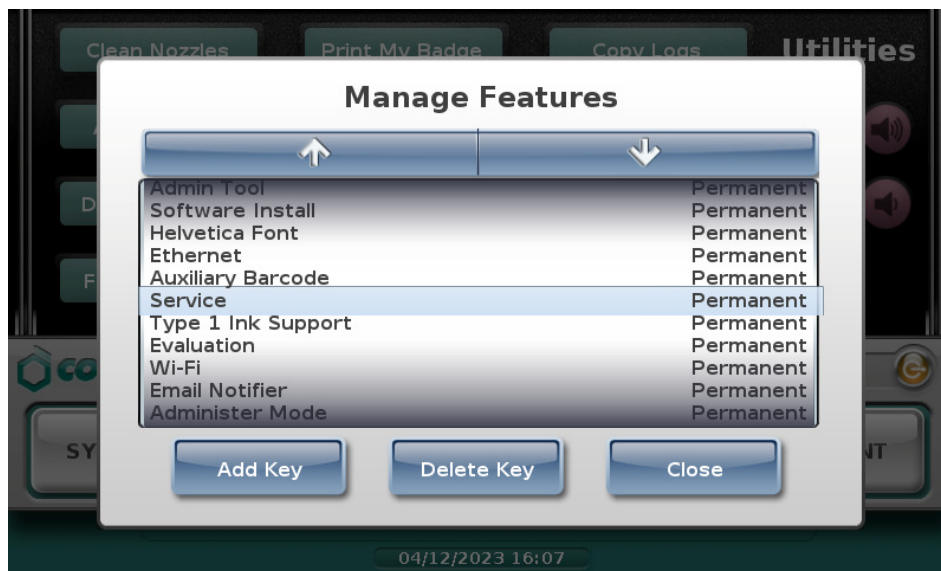 Clean Nozzles Print My Badge Copy Logs Utilities
Manage Features
Admin Tool Permanent
Software Install Permanent
Helvetica Font Permanent
Ethernet Permanent
Auxiliary Barcode Permanent
Service Permanent
Type 1 Ink Support Permanent
Evaluation Permanent
Wi-Fi Permanent
Email Notifier Permanent
Administer Mode Permanent
Add Key Delete Key Close
04/12/2023 16:07